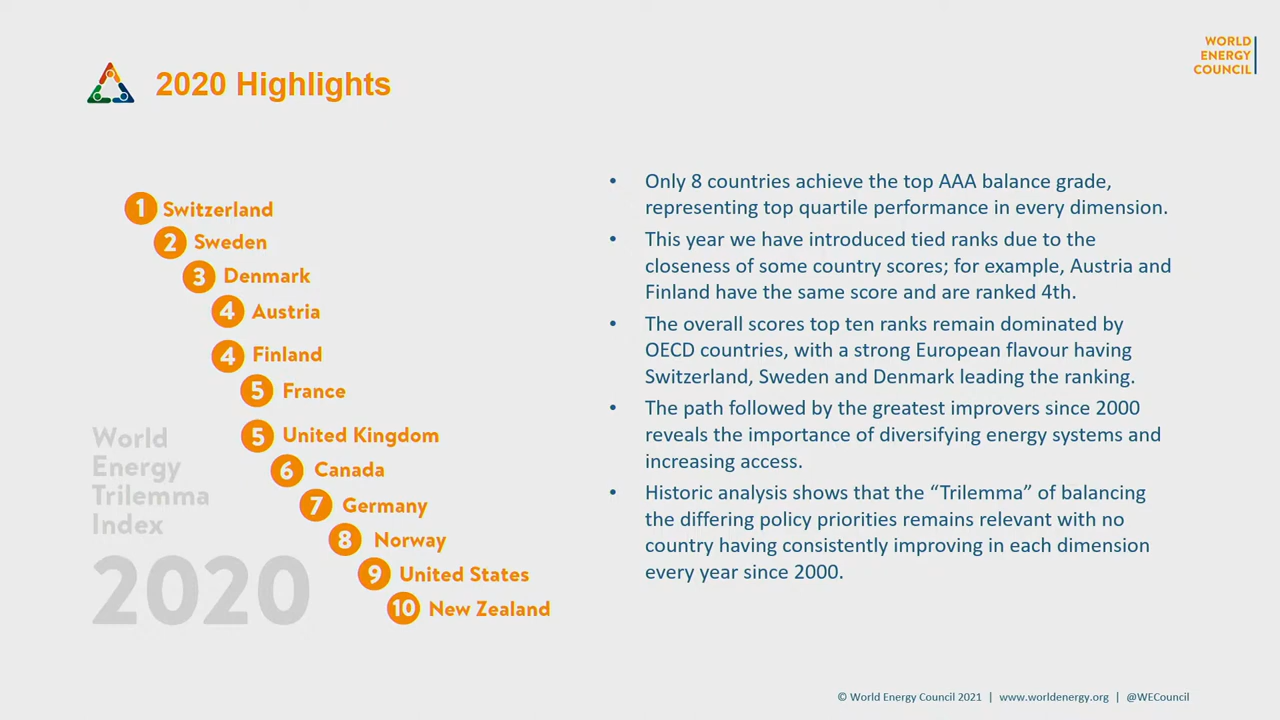 WORLD
ENERGY
COUNCIL
2020 Highlights
1 Switzerland
2 Sweden
3 Denmark
4 Austria
4 Finland
5 France
5 United Kingdom
6 Canada
7 Germany
8 Norway
9 United States
10 New Zealand
World
Energy
Trilemma
Index
2020
• Only 8 countries achieve the top AAA balance grade,
representing top quartile performance in every dimension.
• This year we have introduced tied ranks due to the
closeness of some country scores; for example, Austria and
Finland have the same score and are ranked 4th.
• The overall scores top ten ranks remain dominated by
OECD countries, with a strong European flavour having
Switzerland, Sweden and Denmark leading the ranking.
• The path followed by the greatest improvers since 2000
reveals the importance of diversifying energy systems and
increasing access.
• Historic analysis shows that the “Trilemma” of balancing
the differing policy priorities remains relevant with no
country having consistently improving in each dimension
every year since 2000.
© World Energy Council 2021 | www.worldenergy.org | @WECouncil